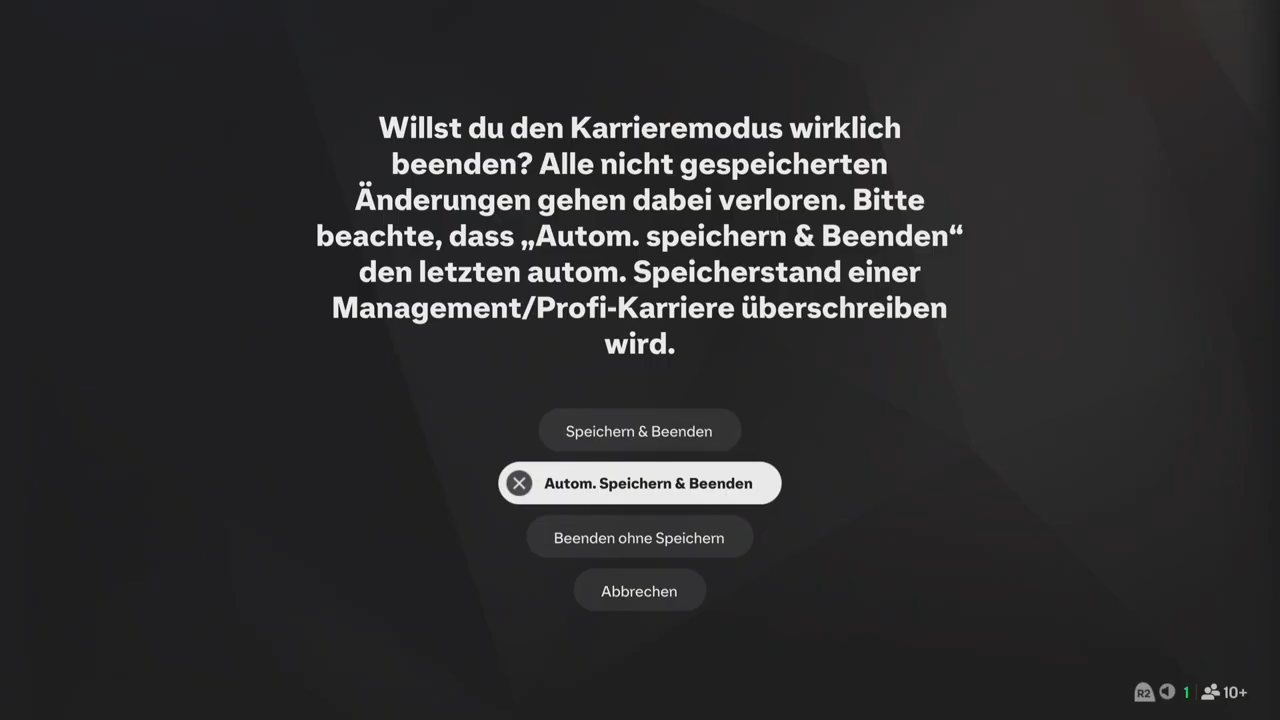 Willst du den Karrieremodus wirklich
beenden? Alle nicht gespeicherten
Änderungen gehen dabei verloren. Bitte
beachte, dass „Autom. speichern & Beenden“
den letzten autom. Speicherstand einer
Management/Profi-Karriere überschreiben
wird.
Speichern & Beenden
Autom. Speichern & Beenden
Beenden ohne Speichern
Abbrechen
R2 1 10+